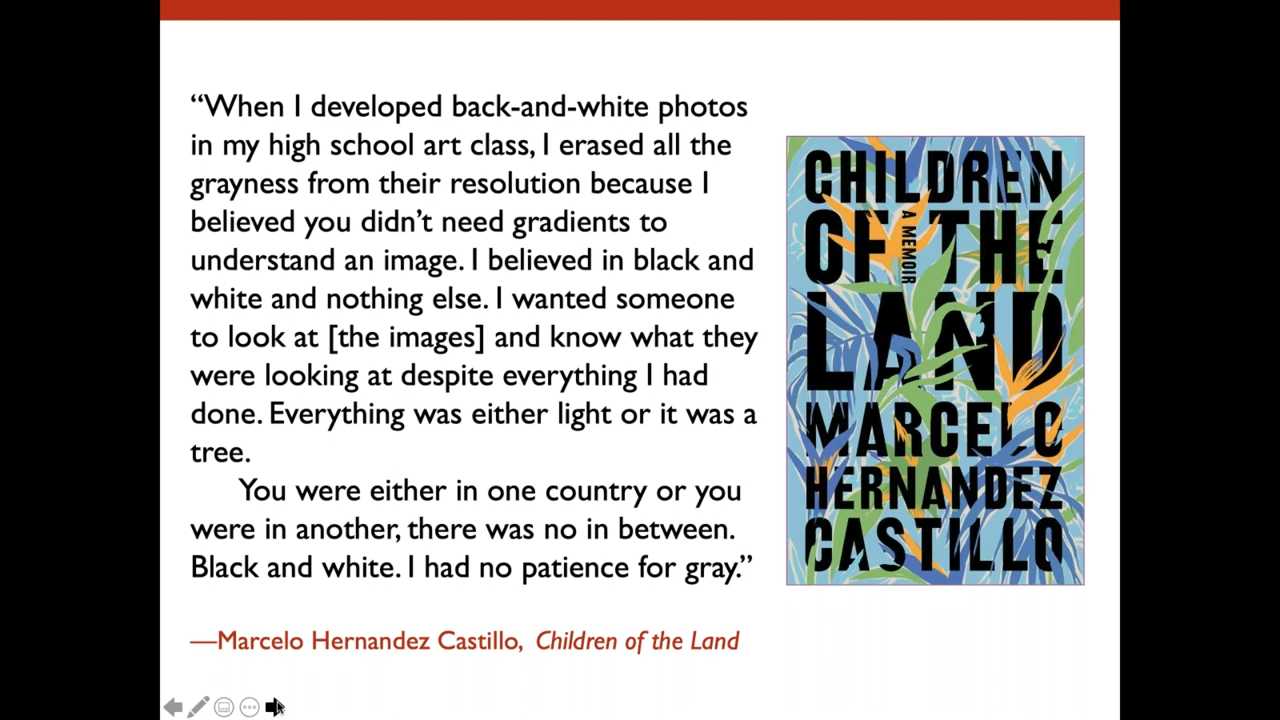 “When I developed back-and-white photos
in my high school art class, I erased all the
grayness from their resolution because I
believed you didn’t need gradients to
understand an image. I believed in black and
white and nothing else. I wanted someone
to look at [the images] and know what they
were looking at despite everything I had
done. Everything was either light or it was a
tree.
You were either in one country or you
were in another, there was no in between.
Black and white. I had no patience for gray.”
—Marcelo Hernandez Castillo, Children of the Land
CHILDREN
OF THE
A MEMOIR
LAND
MARCELO
HERNANDEZ
CASTILLO